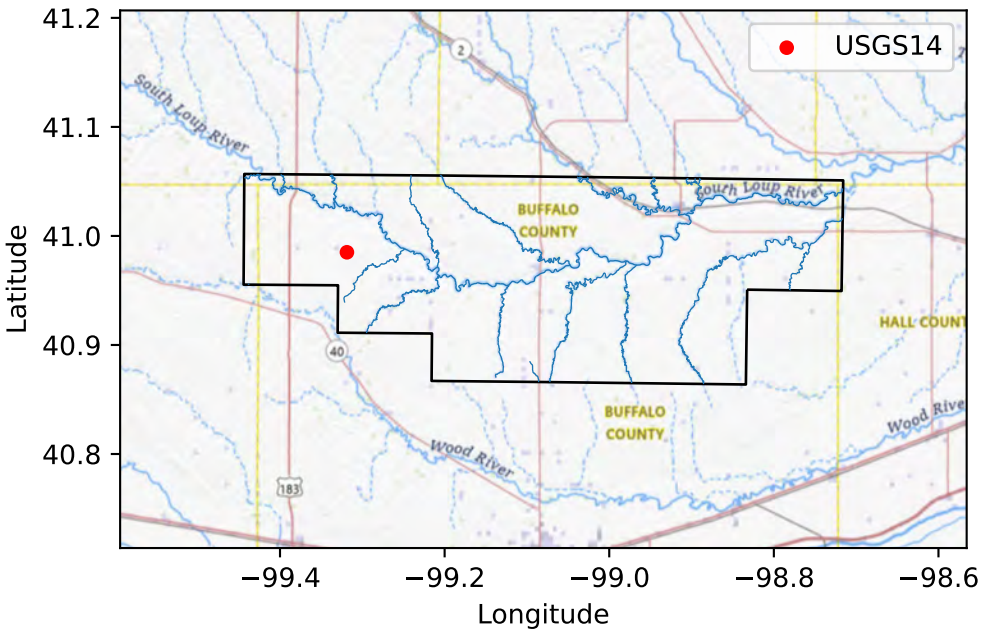 41.2
41.1
41.0
40.9
40.8
Latitude
−99.4
−99.2
−99.0
−98.8
−98.6
Longitude
USGS14
2
South Loup River
outh Loup River
BUFFALO
COUNTY
HALL COUNT
40
BUFFALO
COUNTY
Wood Rive
Wood River
183